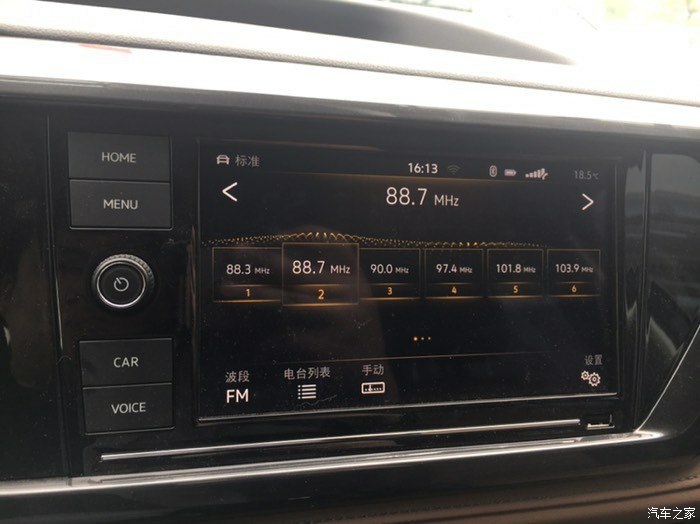 HOME
MENU
CAR
VOICE
标准
16:13
18.5℃
88.7 MHz
88.3 MHz
88.7 MHz
90.0 MHz
97.4 MHz
101.8 MHz
103.9 MHz
1
2
3
4
5
6
波段
FM
电台列表
手动
设置
汽车之家